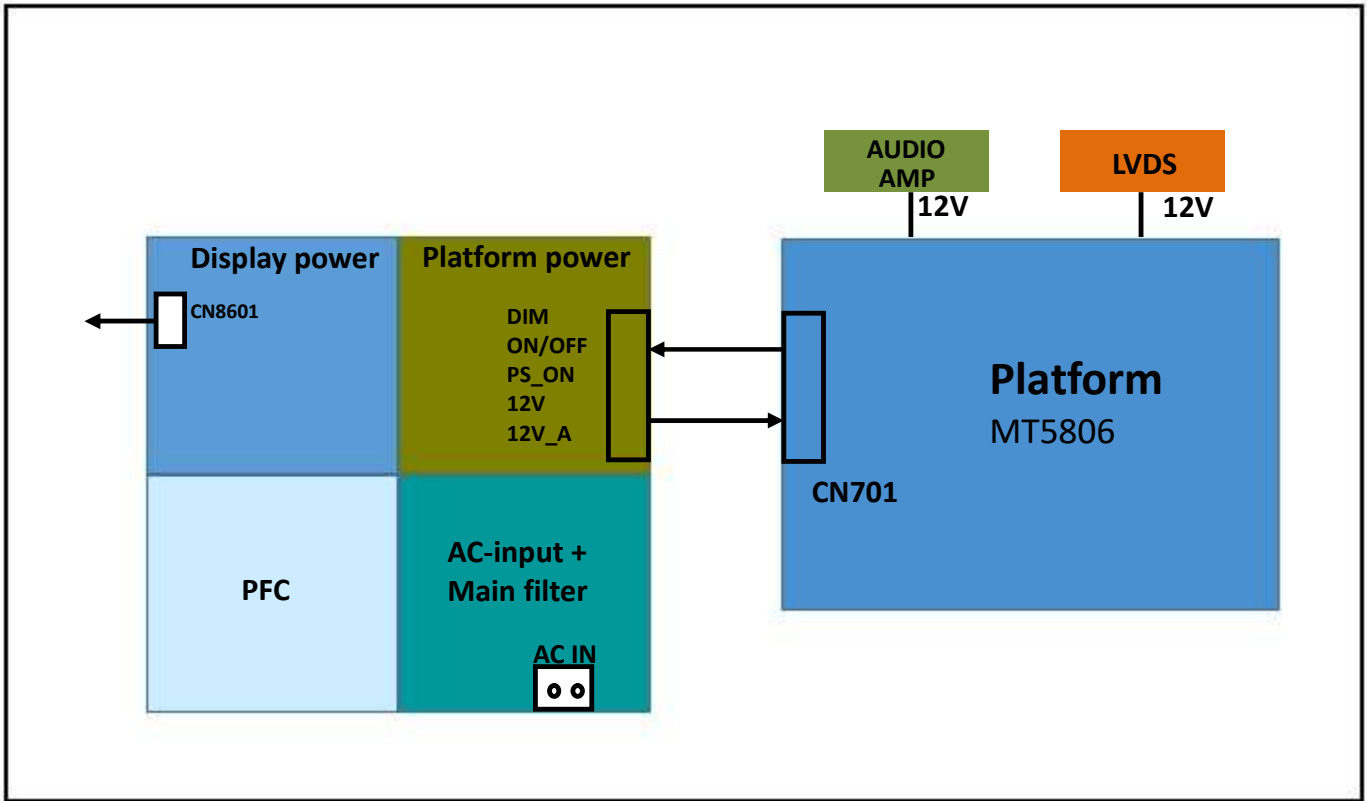 AUDIO
AMP
12V
LVDS
12V
Display power
CN8601
Platform power
DIM
ON/OFF
PS_ON
12V
12V_A
CN701
Platform
MT5806
PFC
AC-input +
Main filter
AC IN